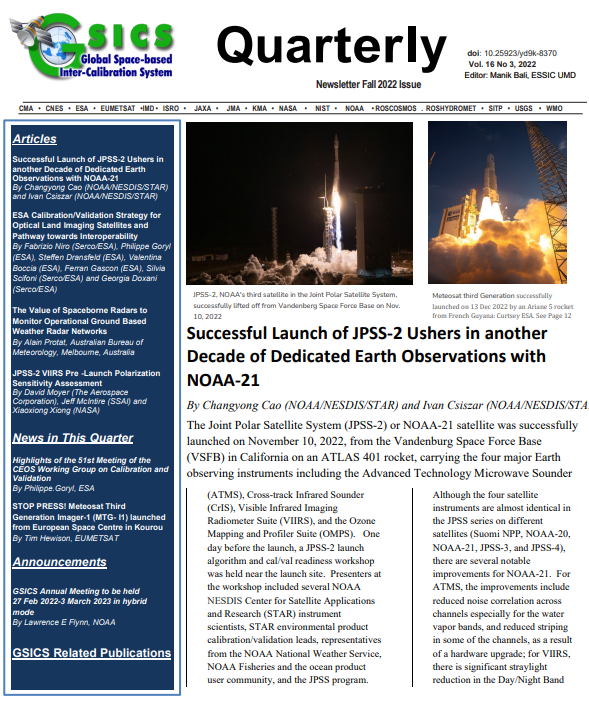 GSICS
Global Space-based
Inter-Calibration System
Quarterly
Newsletter Fall 2022 Issue
doi: 10.25923/yd9k-8370
Vol. 16 No 3, 2022
Editor: Manik Bali, ESSIC UMD
CMA • CNES • ESA • EUMETSAT •IMD• ISRO • JAXA • JMA • KMA • NASA • NIST • NOAA •ROSCOSMOS . ROSHYDROMET • SITP • USGS • WMO
Articles
Successful Launch of JPSS-2 Ushers in
another Decade of Dedicated Earth
Observations with NOAA-21
By Changyong Cao (NOAA/NESDIS/STAR)
and Ivan Csiszar (NOAA/NESDIS/STAR)
ESA Calibration/Validation Strategy for
Optical Land Imaging Satellites and
Pathway towards Interoperability
By Fabrizio Niro (Serco/ESA), Philippe Goryl
(ESA), Steffen Dransfeld (ESA), Valentina
Boccia (ESA), Ferran Gascon (ESA), Silvia
Scifoni (Serco/ESA) and Georgia Doxani
(Serco/ESA)
The Value of Spaceborne Radars to
Monitor Operational Ground Based
Weather Radar Networks
By Alain Protat, Australian Bureau of
Meteorology, Melbourne, Australia
JPSS-2 VIIRS Pre -Launch Polarization
Sensitivity Assessment
By David Moyer (The Aerospace
Corporation), Jeff McIntire (SSAI) and
Xiaoxiong Xiong (NASA)
News in This Quarter
Highlights of the 51st Meeting of the
CEOS Working Group on Calibration and
Validation
By Philippe.Goryl, ESA
STOP PRESS! Meteosat Third
Generation Imager-1 (MTG- I1) launched
from European Space Centre in Kourou
By Tim Hewison, EUMETSAT
Announcements
GSICS Annual Meeting to be held
27 Feb 2022-3 March 2023 in hybrid
mode
By Lawrence E Flynn, NOAA
GSICS Related Publications
JPSS-2, NOAA's third satellite in the Joint Polar Satellite System,
successfully lifted off from Vandenberg Space Force Base on Nov.
10, 2022
Meteosat third Generation successfully
launched on 13 Dec 2022 by an Ariane 5 rocket
from French Guyana: Curtsey ESA. See Page 12
Successful Launch of JPSS-2 Ushers in another
Decade of Dedicated Earth Observations with
NOAA-21
By Changyong Cao (NOAA/NESDIS/STAR) and Ivan Csiszar (NOAA/NESDIS/STA
The Joint Polar Satellite System (JPSS-2) or NOAA-21 satellite was successfully
launched on November 10, 2022, from the Vandenburg Space Force Base
(VSFB) in California on an ATLAS 401 rocket, carrying the four major Earth
observing instruments including the Advanced Technology Microwave Sounder
(ATMS), Cross-track Infrared Sounder
(CrIS), Visible Infrared Imaging
Radiometer Suite (VIIRS), and the Ozone
Mapping and Profiler Suite (OMPS). One
day before the launch, a JPSS-2 launch
algorithm and cal/val readiness workshop
was held near the launch site. Presenters at
the workshop included several NOAA
NESDIS Center for Satellite Applications
and Research (STAR) instrument
scientists, STAR environmental product
calibration/validation leads, representatives
from the NOAA National Weather Service,
NOAA Fisheries and the ocean product
user community, and the JPSS program.
Although the four satellite
instruments are almost identical in
the JPSS series on different
satellites (Suomi NPP, NOAA-20,
NOAA-21, JPSS-3, and JPSS-4),
there are several notable
improvements for NOAA-21. For
ATMS, the improvements include
reduced noise correlation across
channels especially for the water
vapor bands, and reduced striping
in some of the channels, as a result
of a hardware upgrade; for VIIRS,
there is significant straylight
reduction in the Day/Night Band